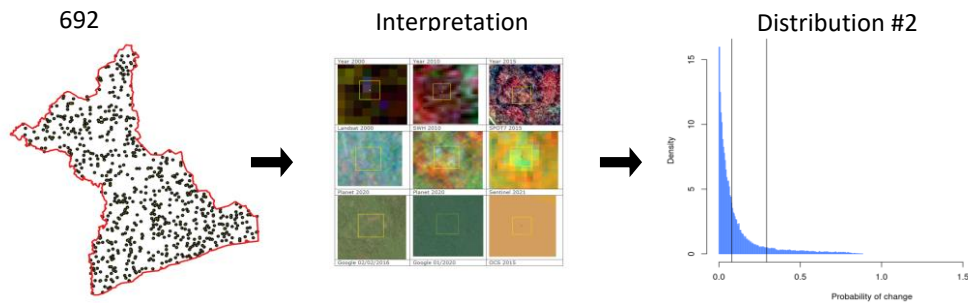 692
Interpretation
Distribution #2
Year 2000
Year 2010
Year 2015
Landsat 2000
SWH 2010
SPOT7 2015
Planet 2020
Planet 2020
Sentinel 2021
Google 02/02/2016
Google 01/2020
OCS 2015
15
10
5
0
Density
0.0
0.5
1.0
1.5
Probability of change